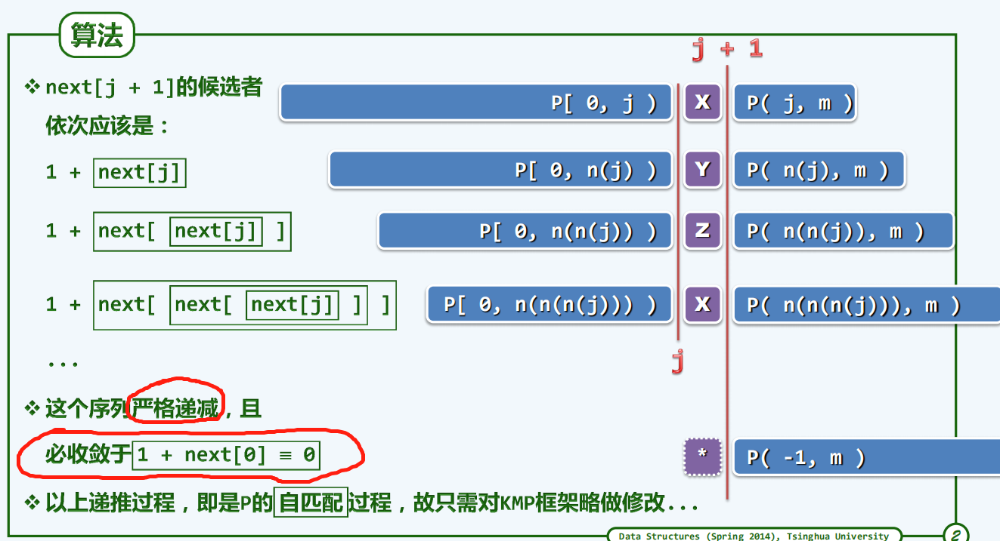 算法
j + 1
❖ next[j + 1]的候选者
P[ 0, j ) X P( j, m )
依次应该是：
1 + next[j]
P[ 0, n(j) ) Y P( n(j), m )
1 + next[ next[j] ]
P[ 0, n(n(j)) ) Z P( n(n(j)), m )
1 + next[ next[ next[j] ] ]
P[ 0, n(n(n(j))) ) X P( n(n(n(j))), m )
j
...
❖ 这个序列严格递减，且
必收敛于1 + next[0] ≡ 0
* P( -1, m )
❖ 以上递推过程，即是P的自匹配过程，故只需对KMP框架略做修改...
Data Structures (Spring 2014), Tsinghua University
2